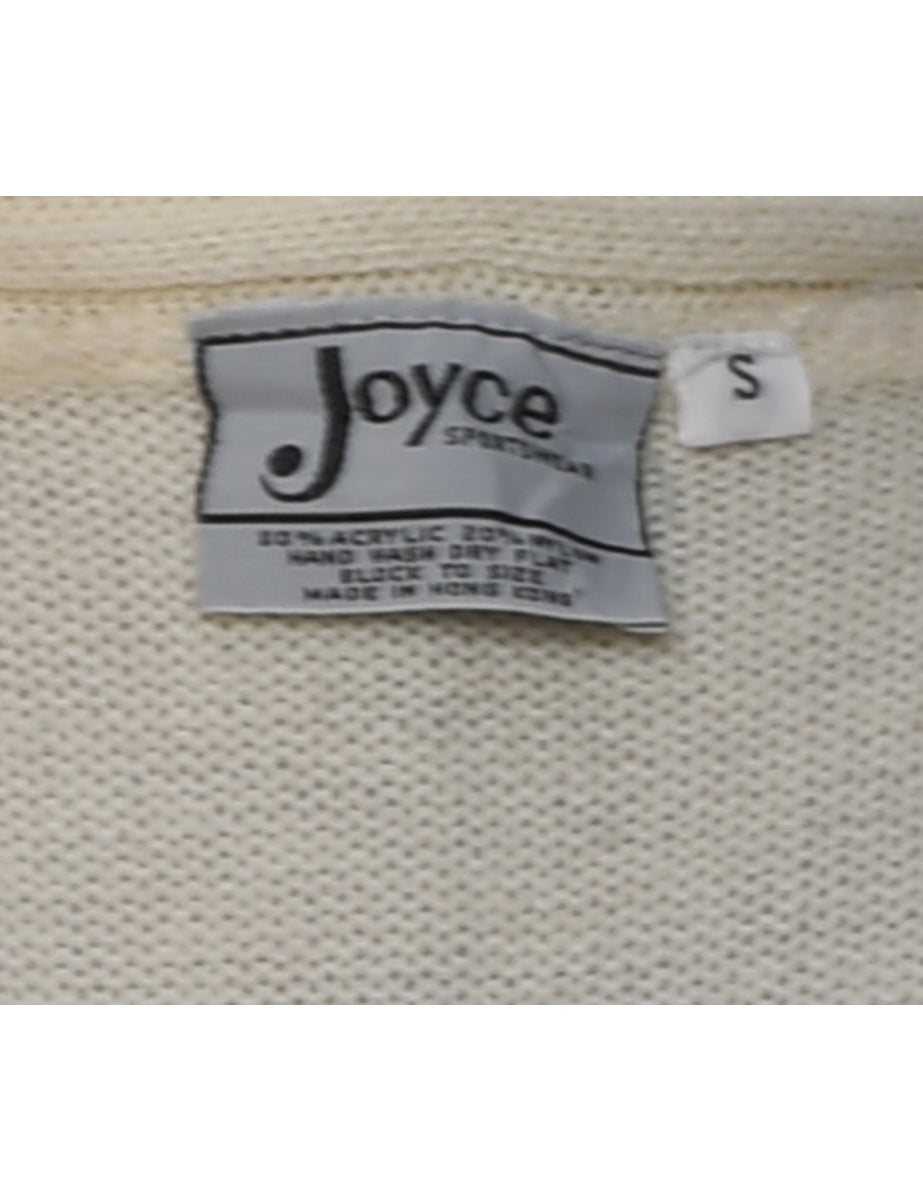 Joyce
SPORTSWEAR
S
80% ACRYLIC 20% NYLON
HAND WASH DRY FLAT
BLOCK TO SIZE
MADE IN HONG KONG